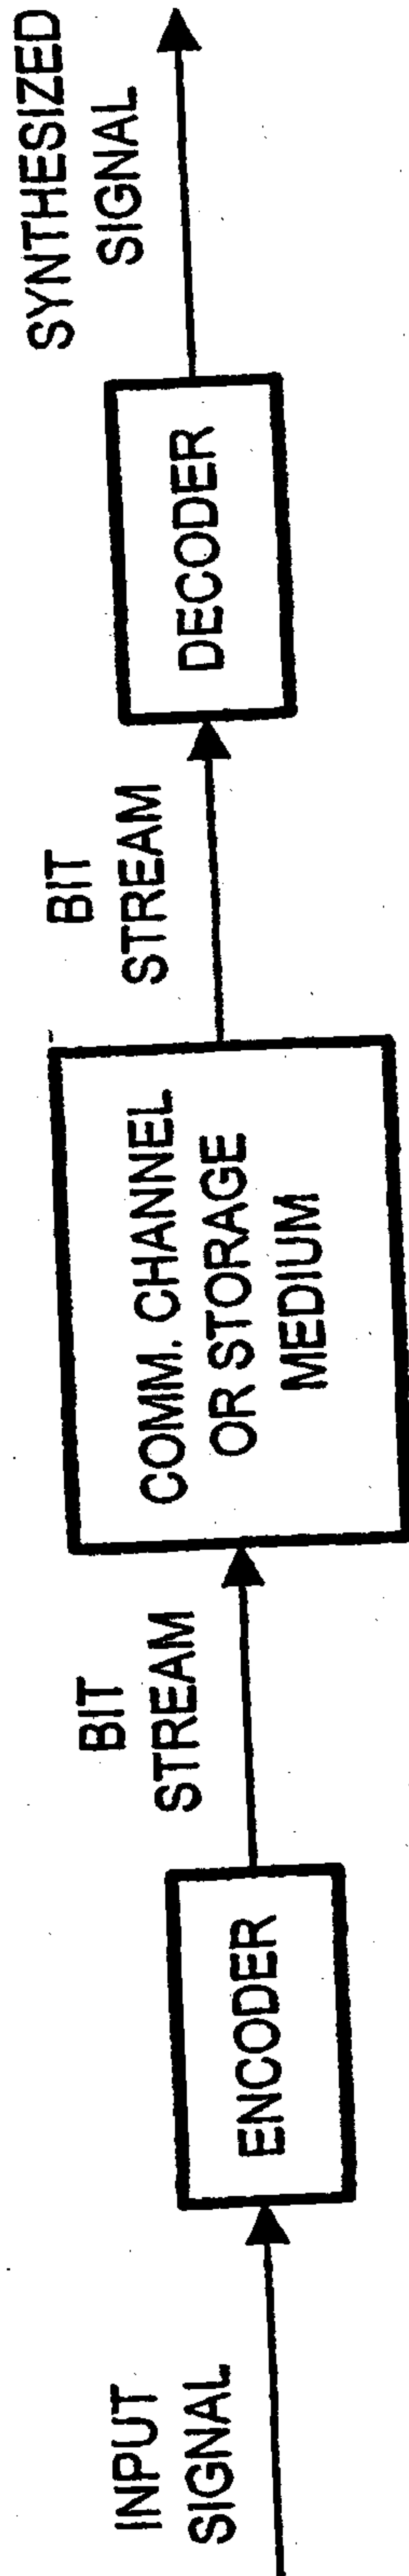 INPUT
SIGNAL
ENCODER
BIT
STREAM
COMM. CHANNEL
OR STORAGE
MEDIUM
BIT
STREAM
DECODER
SYNTHESIZED
SIGNAL